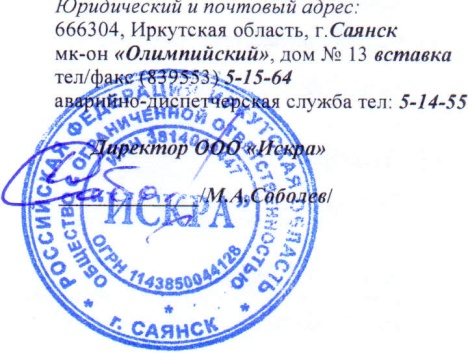 Юридический и почтовый адрес:
666304, Иркутская область, г.Саянск
мк-он «Олимпийский», дом № 13 вставка
тел/факс (839553) 5-15-64
аварийно-диспетчерская служба тел: 5-14-55
Директор ООО «Искра»
/М.А.Соболев/
РОССИЙСКАЯ ФЕДЕРАЦИЯ ИРКУТСКАЯ ОБЛАСТЬ
ОБЩЕСТВО С ОГРАНИЧЕННОЙ ОТВЕТСТВЕННОСТЬЮ
"ИСКРА"
ОГРН 1143850044128
* г. САЯНСК *